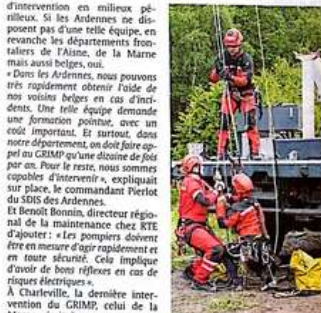 d'intervention en milieux pé-
rilleux. Si les Ardennes ne dis-
posent pas d'une telle équipe, en
revanche les départements fron-
taliers de l'Aisne, de la Marne
mais aussi belges, oui.
« Dans les Ardennes, nous pouvons
très rapidement obtenir l'aide de
nos voisins belges en cas d'inci-
dents. Une telle équipe demande
une formation pointue, avec un
coût important. Et surtout, dans
notre département, on doit faire ap-
pel au GRIMP qu'une dizaine de fois
par an. Pour le reste, nous sommes
capables d'intervenir », expliquait
sur place, le commandant Pierlot
du SDIS des Ardennes.
Et Benoît Bonnin, directeur régio-
nal de la maintenance chez RTE
d'ajouter : « Les pompiers doivent
être en mesure d'agir rapidement et
en toute sécurité. Cela implique
d'avoir de bons réflexes en cas de
risques électriques ».
À Charleville, la dernière inter-
vention du GRIMP, celui de la